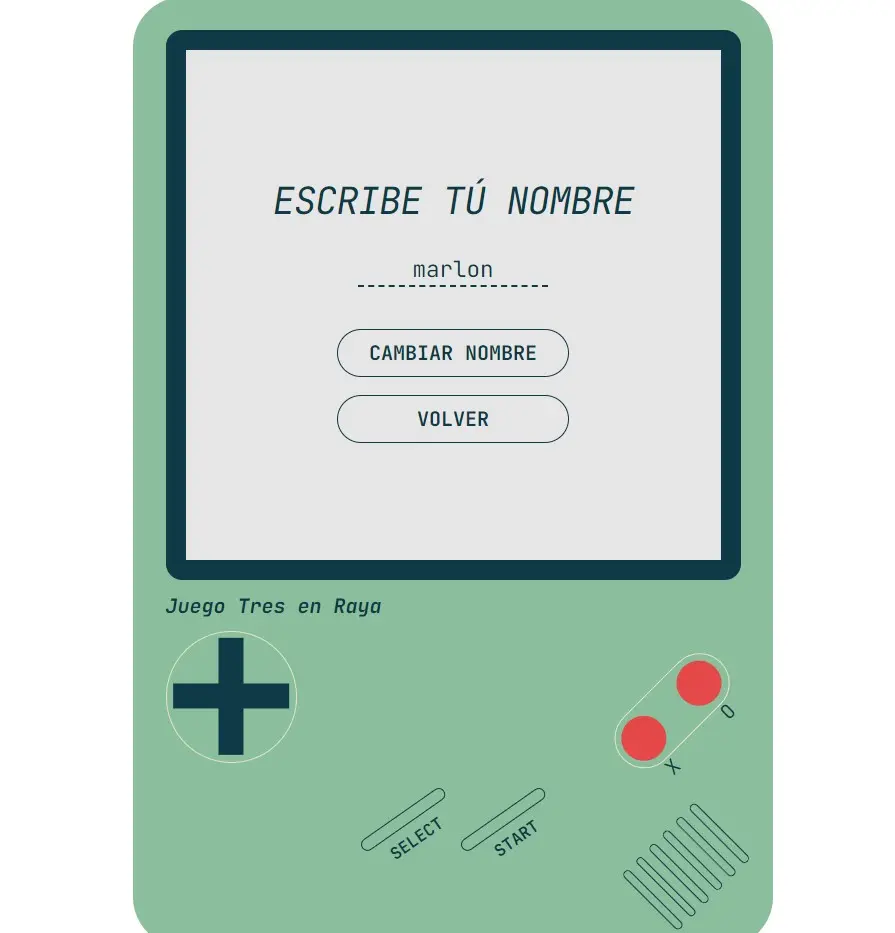 ESCRIBE TÚ NOMBRE
marlon
CAMBIAR NOMBRE
VOLVER
Juego Tres en Raya
O
X
SELECT
START